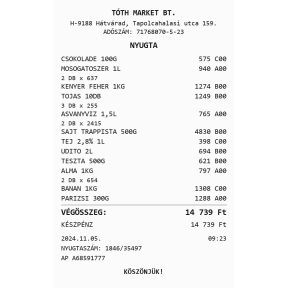 TÓTH MARKET BT.
H-9188 Hátvárad, Tapolcahalasi utca 159.
ADÓSZÁM: 71768070-5-23
NYUGTA
CSOKOLADE 100G 575 C00
MOSOGATOSZER 1L 940 A00
2 DB x 637
KENYER FEHER 1KG 1274 B00
TOJAS 10DB 1249 B00
3 DB x 255
ASVANYVIZ 1,5L 765 A00
2 DB x 2415
SAJT TRAPPISTA 500G 4830 B00
TEJ 2,8% 1L 398 C00
UDITO 2L 694 B00
TESZTA 500G 621 B00
ALMA 1KG 797 A00
2 DB x 654
BANAN 1KG 1308 C00
PARIZSI 300G 1288 A00
VÉGÖSSZEG: 14 739 Ft
KÉSZPÉNZ 14 739 Ft
2024.11.05. 09:23
NYUGTASZÁM: 1846/35497
AP A68591777
KÖSZÖNJÜK!